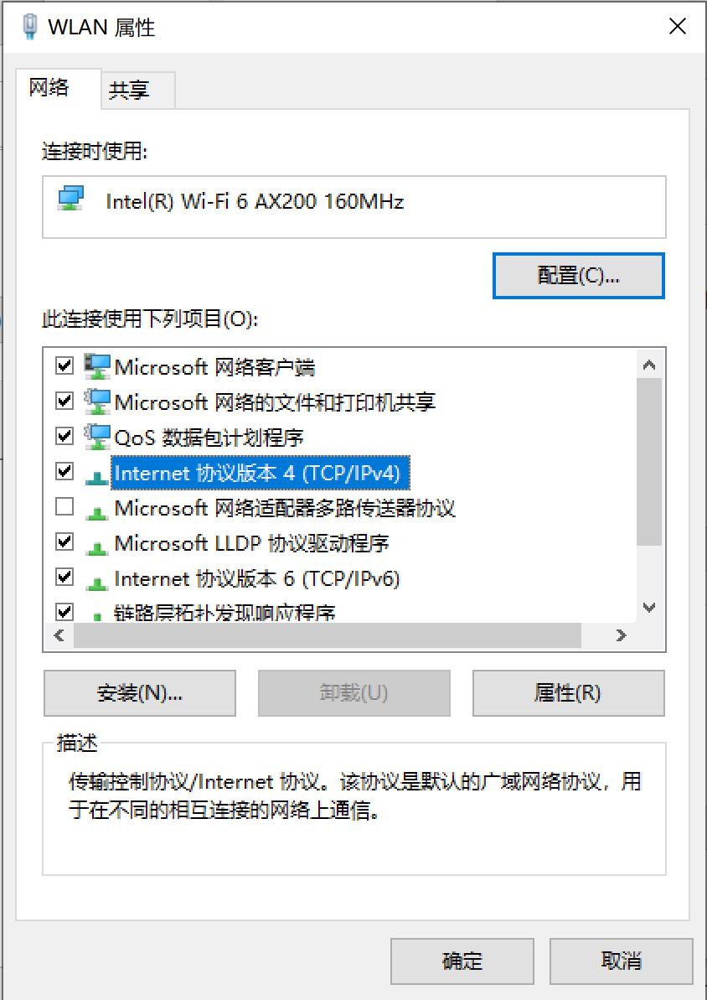 WLAN 属性
网络
共享
连接时使用:
Intel(R) Wi-Fi 6 AX200 160MHz
配置(C)...
此连接使用下列项目(O):
Microsoft 网络客户端
Microsoft 网络的文件和打印机共享
QoS 数据包计划程序
Internet 协议版本 4 (TCP/IPv4)
Microsoft 网络适配器多路传送器协议
Microsoft LLDP 协议驱动程序
Internet 协议版本 6 (TCP/IPv6)
链路层拓扑发现响应程序
安装(N)...
卸载(U)
属性(R)
描述
传输控制协议/Internet 协议。该协议是默认的广域网络协议，用
于在不同的相互连接的网络上通信。
确定
取消